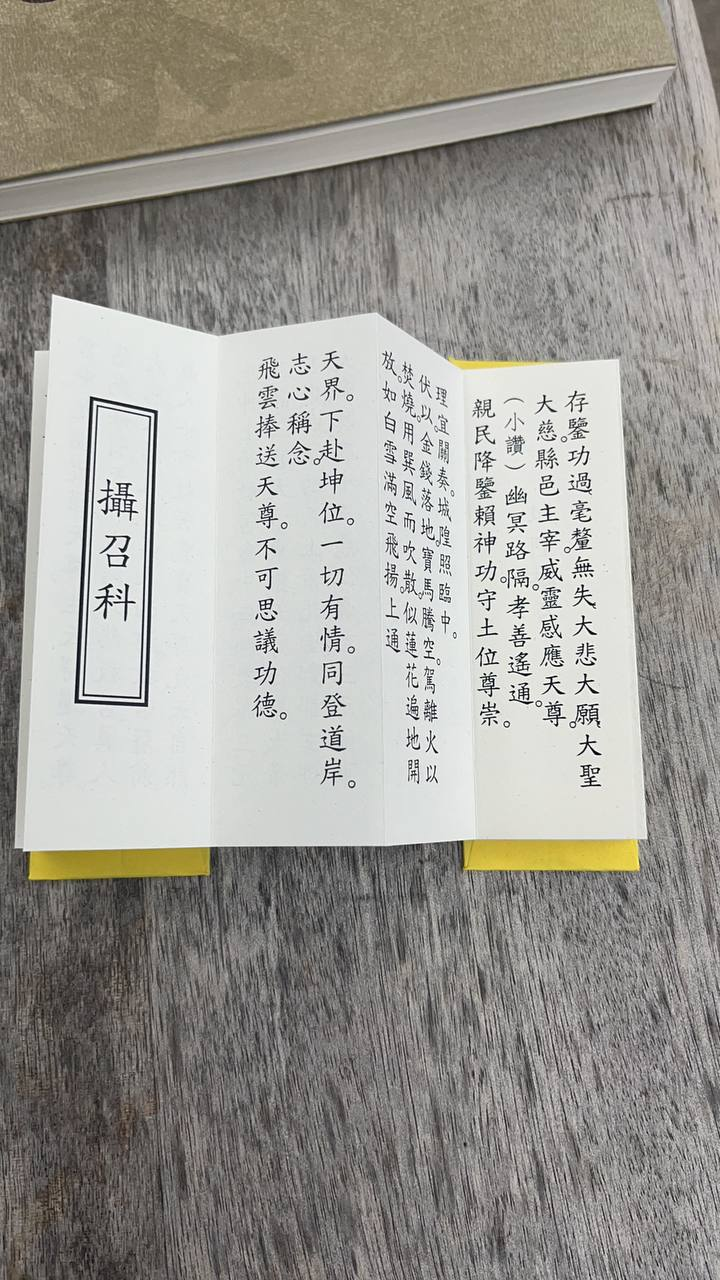 存鑒。功過毫釐。無失、大悲大願。大聖
大慈縣邑主宰。威靈感應天尊。
（小讚）幽冥路隔。孝善遙通。
親民降鑒賴神功。守土位尊崇。
理宜關奏。城隍照臨中。
伏以。金錢落地。寶馬騰空。駕離火以
焚燒。用巽風而吹散。似蓮花遍地開
放。如白雪滿空飛揚。上通
天界。下赴坤位。一切有情。同登道岸。
志心稱念。
飛雲捧送天尊。不可思議功德。
攝召科